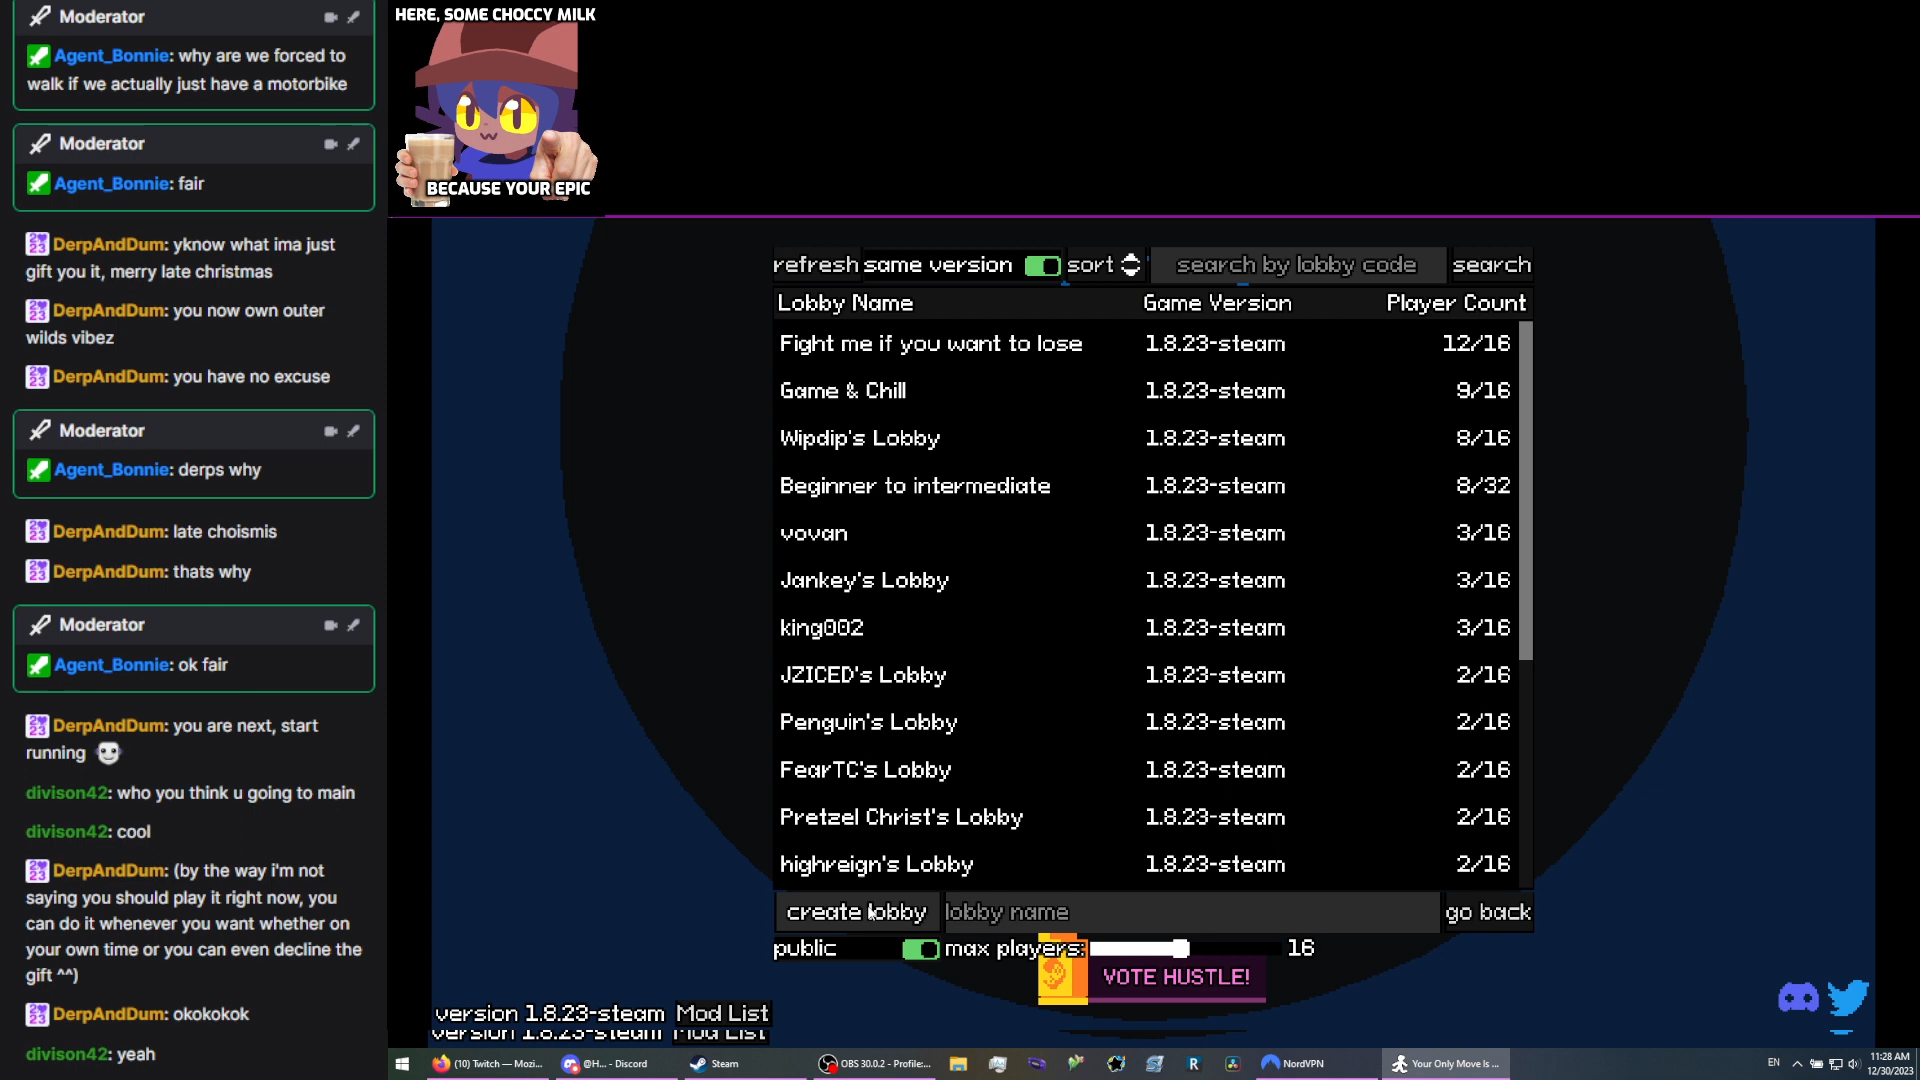 Moderator
Agent_Bonnie: why are we forced to
walk if we actually just have a motorbike
Moderator
Agent_Bonnie: fair
DerpAndDum: yknow what ima just
gift you it, merry late christmas
DerpAndDum: you now own outer
wilds vibez
DerpAndDum: you have no excuse
Moderator
Agent_Bonnie: derps why
DerpAndDum: late choismis
DerpAndDum: thats why
Moderator
Agent_Bonnie: ok fair
DerpAndDum: you are next, start
running
divison42: who you think u going to main
divison42: cool
DerpAndDum: (by the way i'm not
saying you should play it right now, you
can do it whenever you want whether on
your own time or you can even decline the
gift ^^)
DerpAndDum: okokokok
divison42: yeah
HERE, SOME CHOCCY MILK
BECAUSE YOUR EPIC
refresh same version sort search by lobby code search
Lobby Name Game Version Player Count
Fight me if you want to lose 1.8.23-steam 12/16
Game & Chill 1.8.23-steam 9/16
Wipdip's Lobby 1.8.23-steam 8/16
Beginner to intermediate 1.8.23-steam 8/32
vovan 1.8.23-steam 3/16
Jankey's Lobby 1.8.23-steam 3/16
king002 1.8.23-steam 3/16
JZICED's Lobby 1.8.23-steam 2/16
Penguin's Lobby 1.8.23-steam 2/16
FearTC's Lobby 1.8.23-steam 2/16
Pretzel Christ's Lobby 1.8.23-steam 2/16
highreign's Lobby 1.8.23-steam 2/16
create lobby lobby name go back
public max players: 16
VOTE HUSTLE!
version 1.8.23-steam Mod List
version 1.8.23-steam Mod List
(10) Twitch — Mozi... @H... - Discord Steam OBS 30.0.2 - Profile:... NordVPN Your Only Move Is ... EN 11:28 AM
12/30/2023